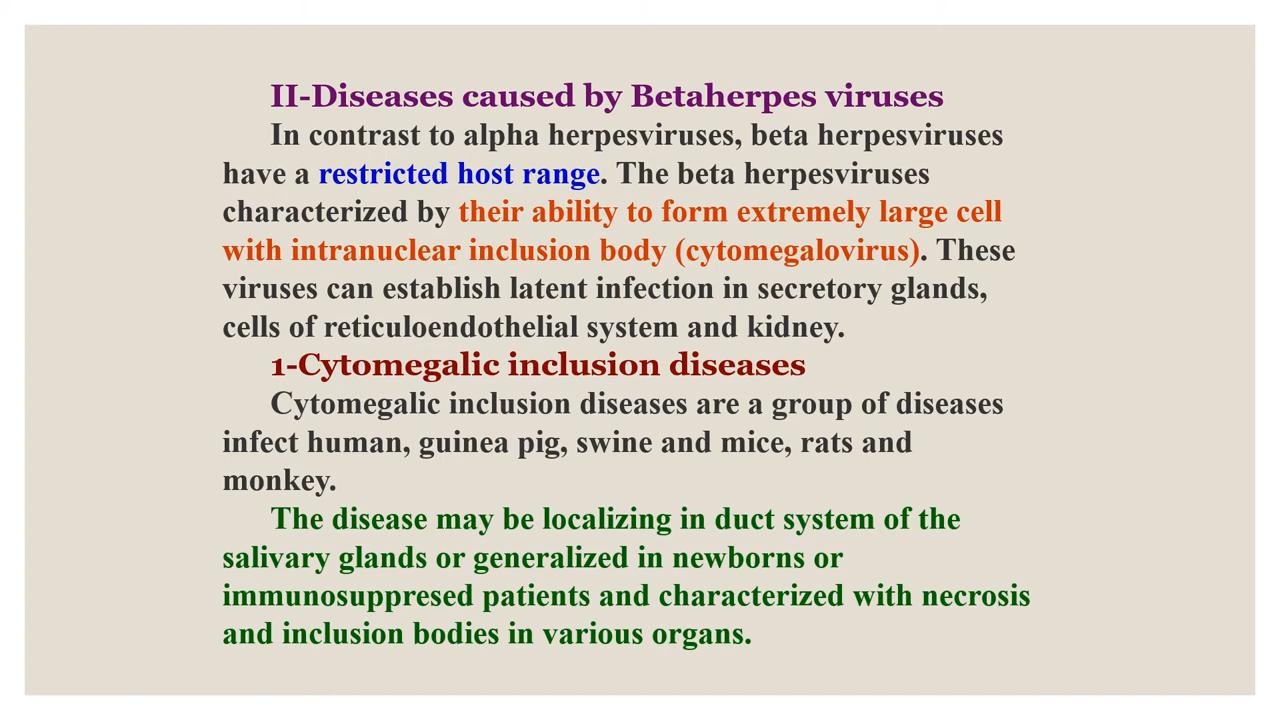 II-Diseases caused by Betaherpes viruses
In contrast to alpha herpesviruses, beta herpesviruses
have a restricted host range. The beta herpesviruses
characterized by their ability to form extremely large cell
with intranuclear inclusion body (cytomegalovirus). These
viruses can establish latent infection in secretory glands,
cells of reticuloendothelial system and kidney.
1-Cytomegalic inclusion diseases
Cytomegalic inclusion diseases are a group of diseases
infect human, guinea pig, swine and mice, rats and
monkey.
The disease may be localizing in duct system of the
salivary glands or generalized in newborns or
immunosuppresed patients and characterized with necrosis
and inclusion bodies in various organs.